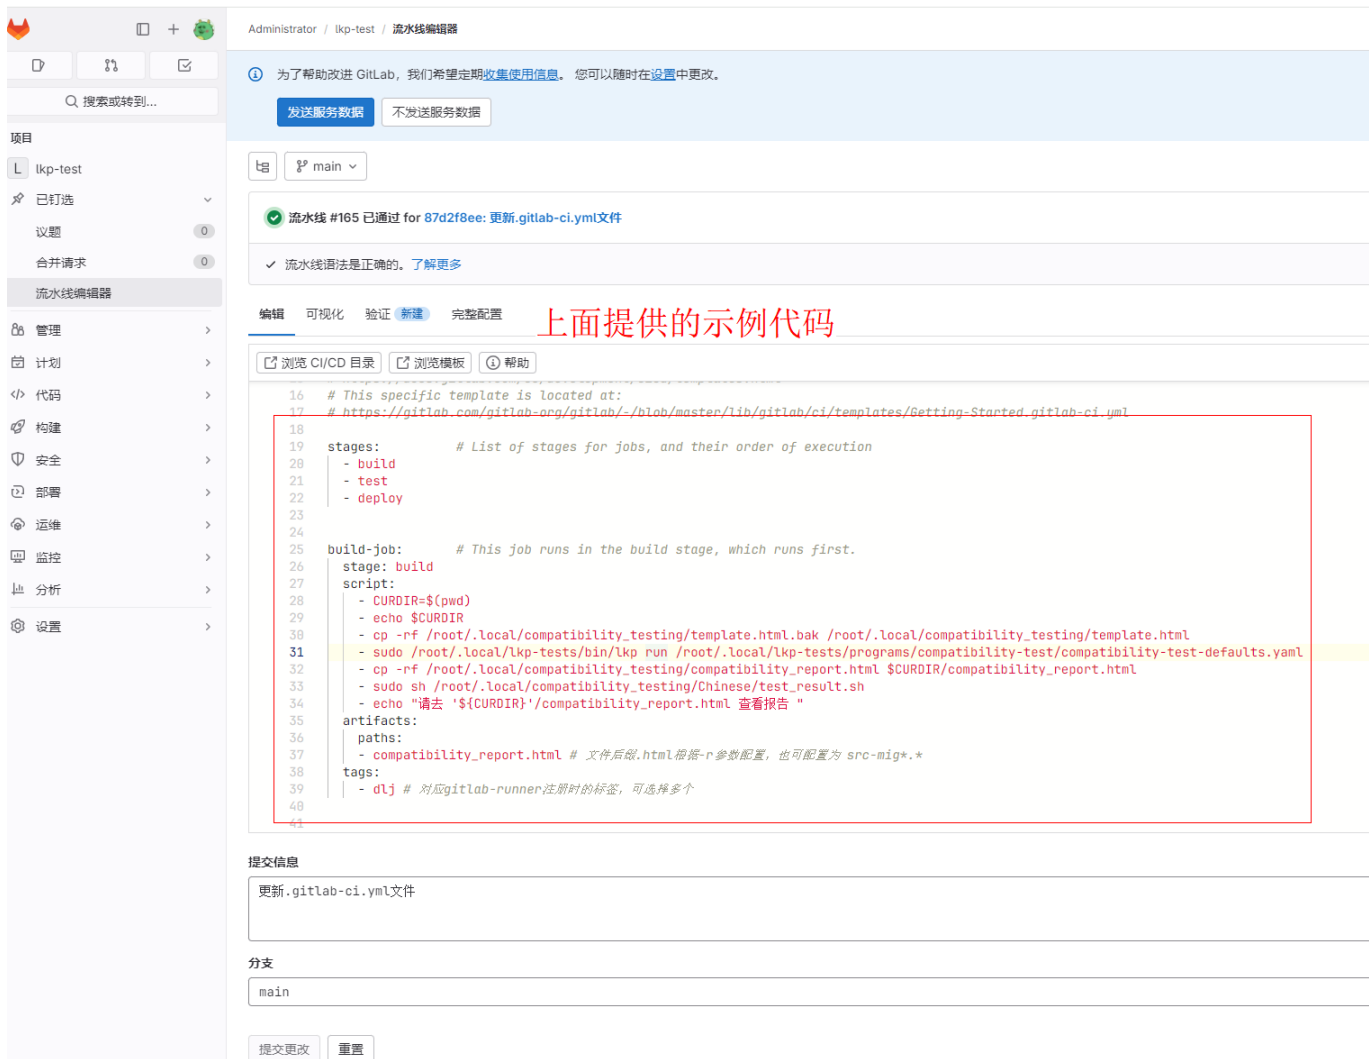 Administrator / lkp-test / 流水线编辑器
为了帮助改进 GitLab，我们希望定期收集使用信息。 您可以随时在设置中更改。
发送服务数据 不发送服务数据
搜索或转到...
项目
L lkp-test
已钉选
议题 0
合并请求 0
流水线编辑器
管理
计划
代码
构建
安全
部署
运维
监控
分析
设置
main
流水线 #165 已通过 for 87d2f8ee: 更新.gitlab-ci.yml文件
流水线语法是正确的。了解更多
编辑 可视化 验证 新建 完整配置
上面提供的示例代码
浏览 CI/CD 目录 浏览模板 帮助
16 # This specific template is located at:
17 # https://gitlab.com/gitlab-org/gitlab/-/blob/master/lib/gitlab/ci/templates/Getting-Started.gitlab-ci.yml
18
19 stages: # List of stages for jobs, and their order of execution
20 - build
21 - test
22 - deploy
23
24
25 build-job: # This job runs in the build stage, which runs first.
26 stage: build
27 script:
28 - CURDIR=$(pwd)
29 - echo $CURDIR
30 - cp -rf /root/.local/compatibility_testing/template.html.bak /root/.local/compatibility_testing/template.html
31 - sudo /root/.local/lkp-tests/bin/lkp run /root/.local/lkp-tests/programs/compatibility-test/compatibility-test-defaults.yaml
32 - cp -rf /root/.local/compatibility_testing/compatibility_report.html $CURDIR/compatibility_report.html
33 - sudo sh /root/.local/compatibility_testing/Chinese/test_result.sh
34 - echo "请去 '${CURDIR}'/compatibility_report.html 查看报告 "
35 artifacts:
36 paths:
37 - compatibility_report.html # 文件后缀.html根据-r参数配置，也可配置为 src-mig*.*
38 tags:
39 - dlj # 对应gitlab-runner注册时的标签，可选择多个
40
41
提交信息
更新.gitlab-ci.yml文件
分支
main
提交更改 重置